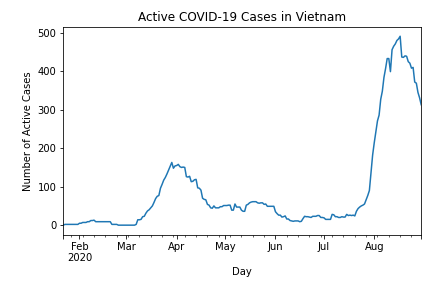 Active COVID-19 Cases in Vietnam
500
400
300
200
100
0
Number of Active Cases
Feb Mar Apr May Jun Jul Aug
2020
Day